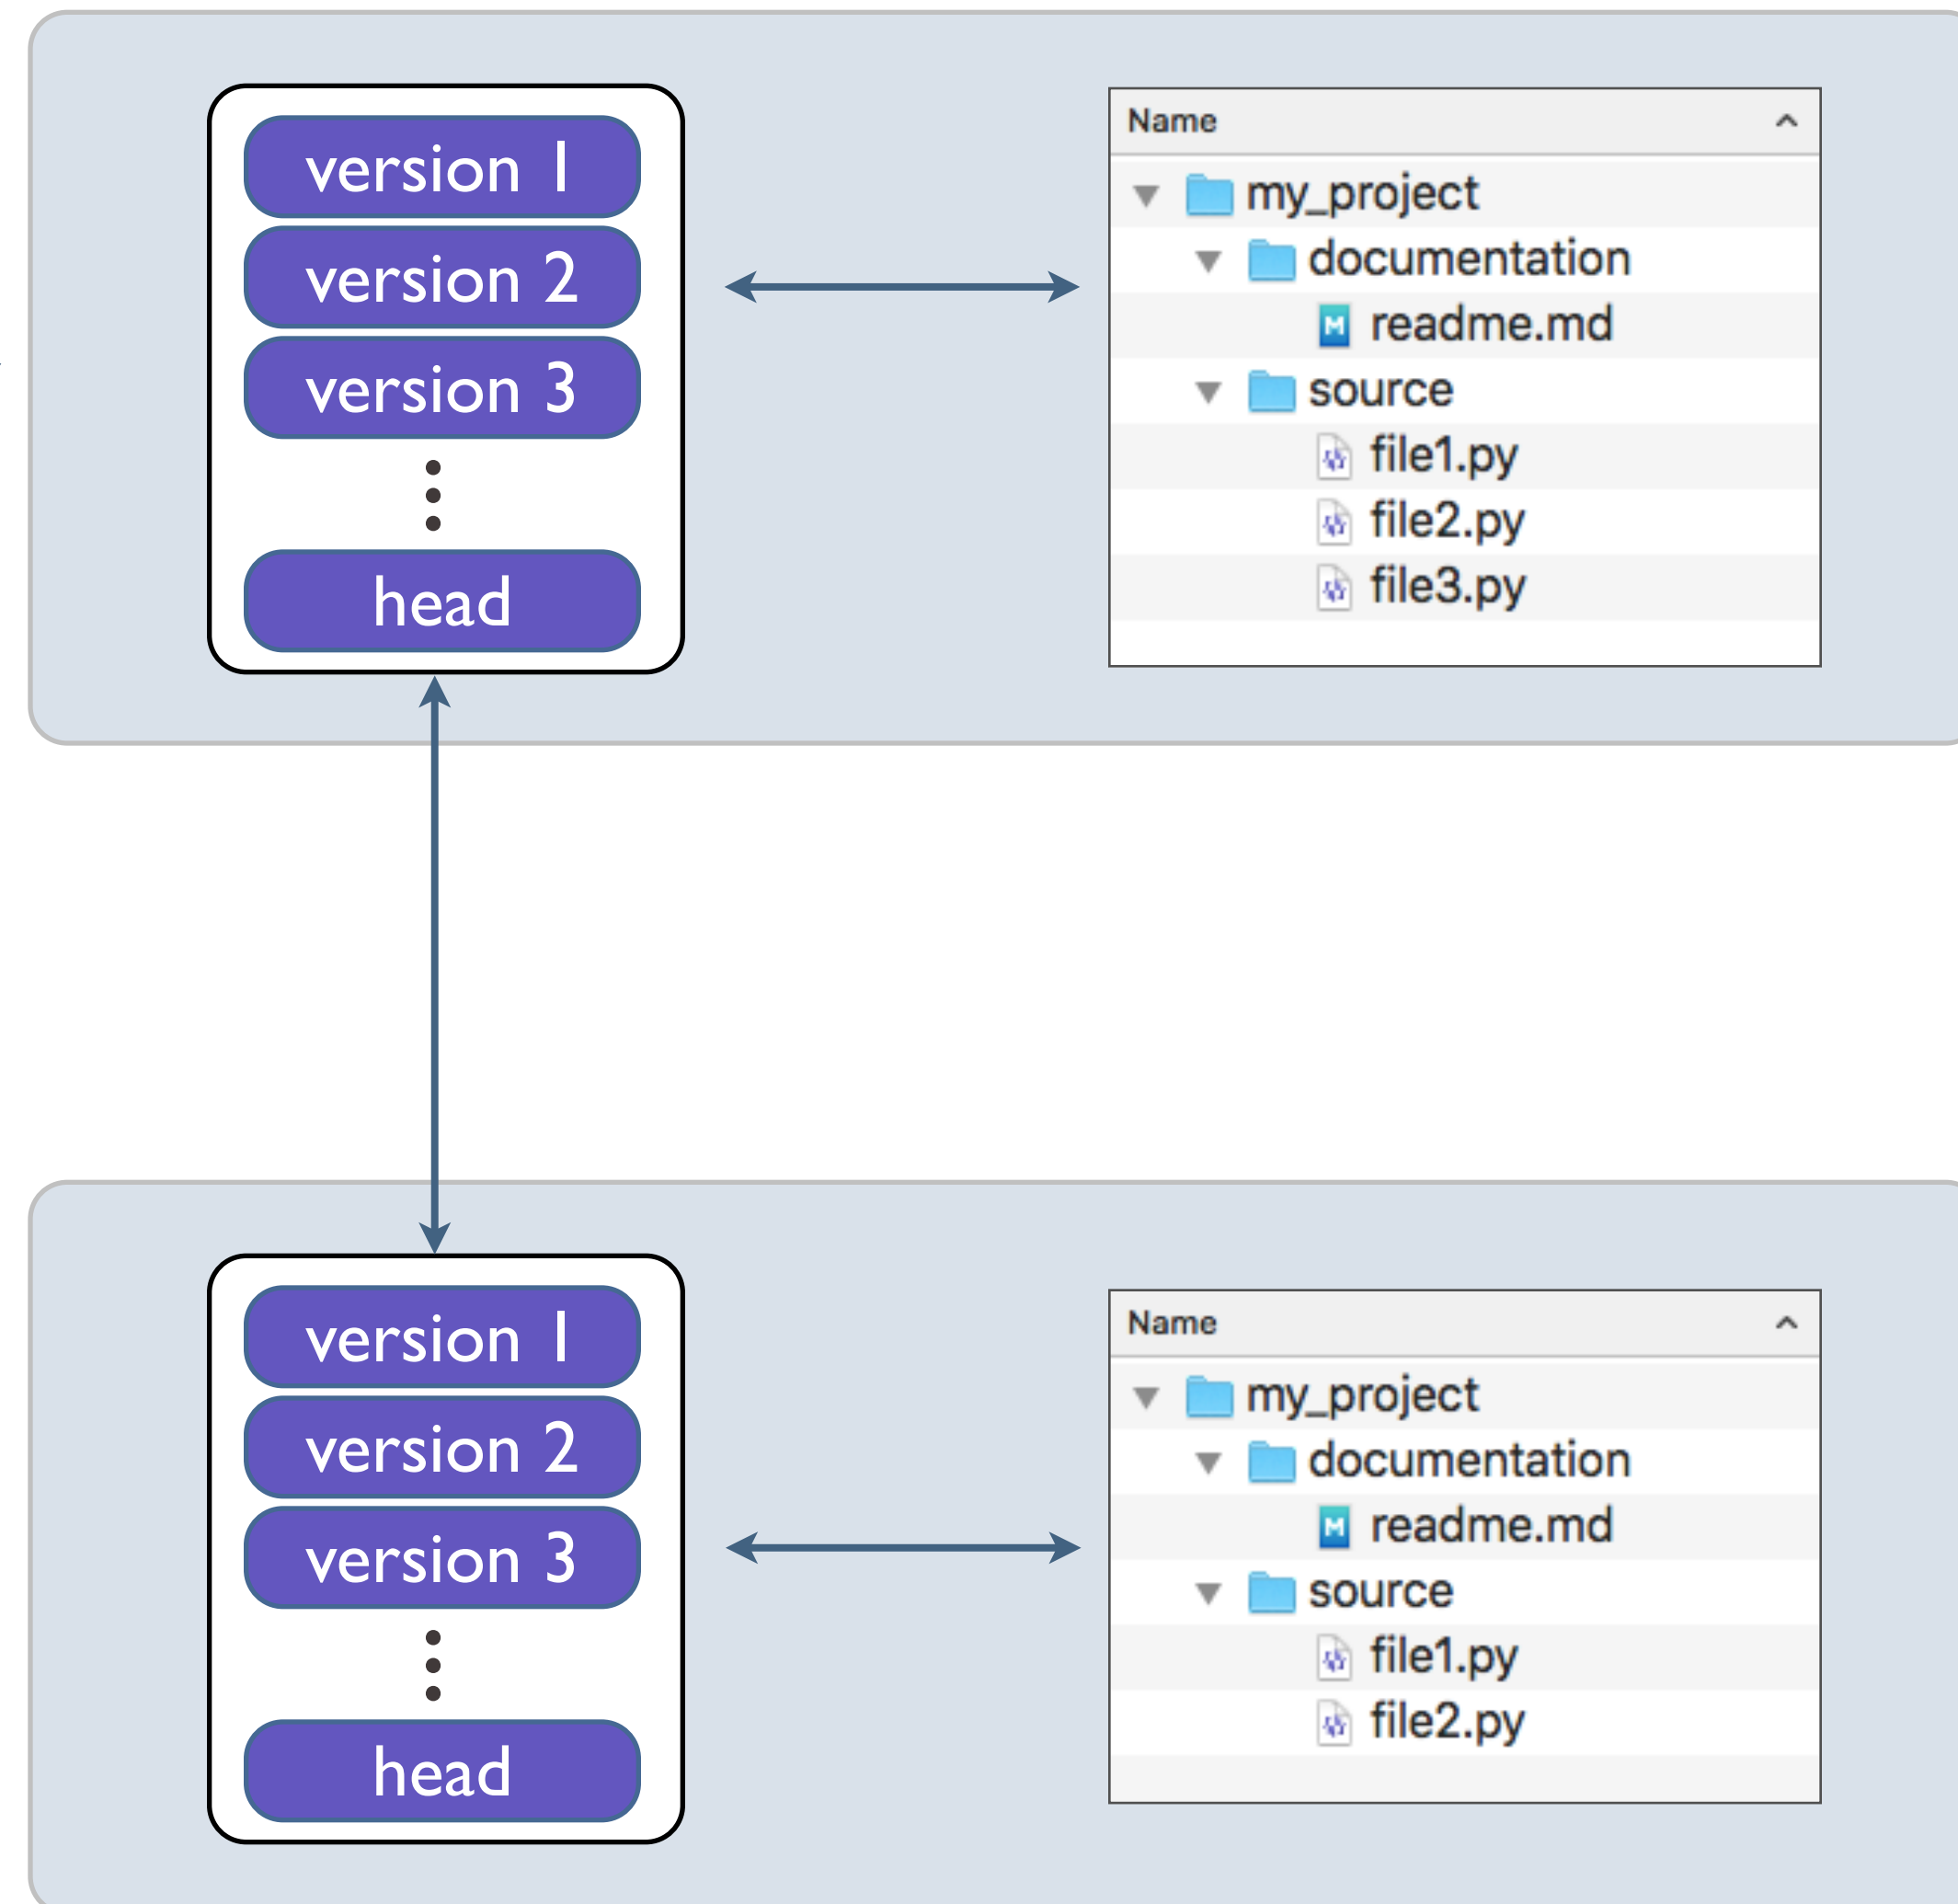 version 1
version 2
version 3
head
Name
my_project
documentation
readme.md
source
file1.py
file2.py
file3.py
version 1
version 2
version 3
head
Name
my_project
documentation
readme.md
source
file1.py
file2.py